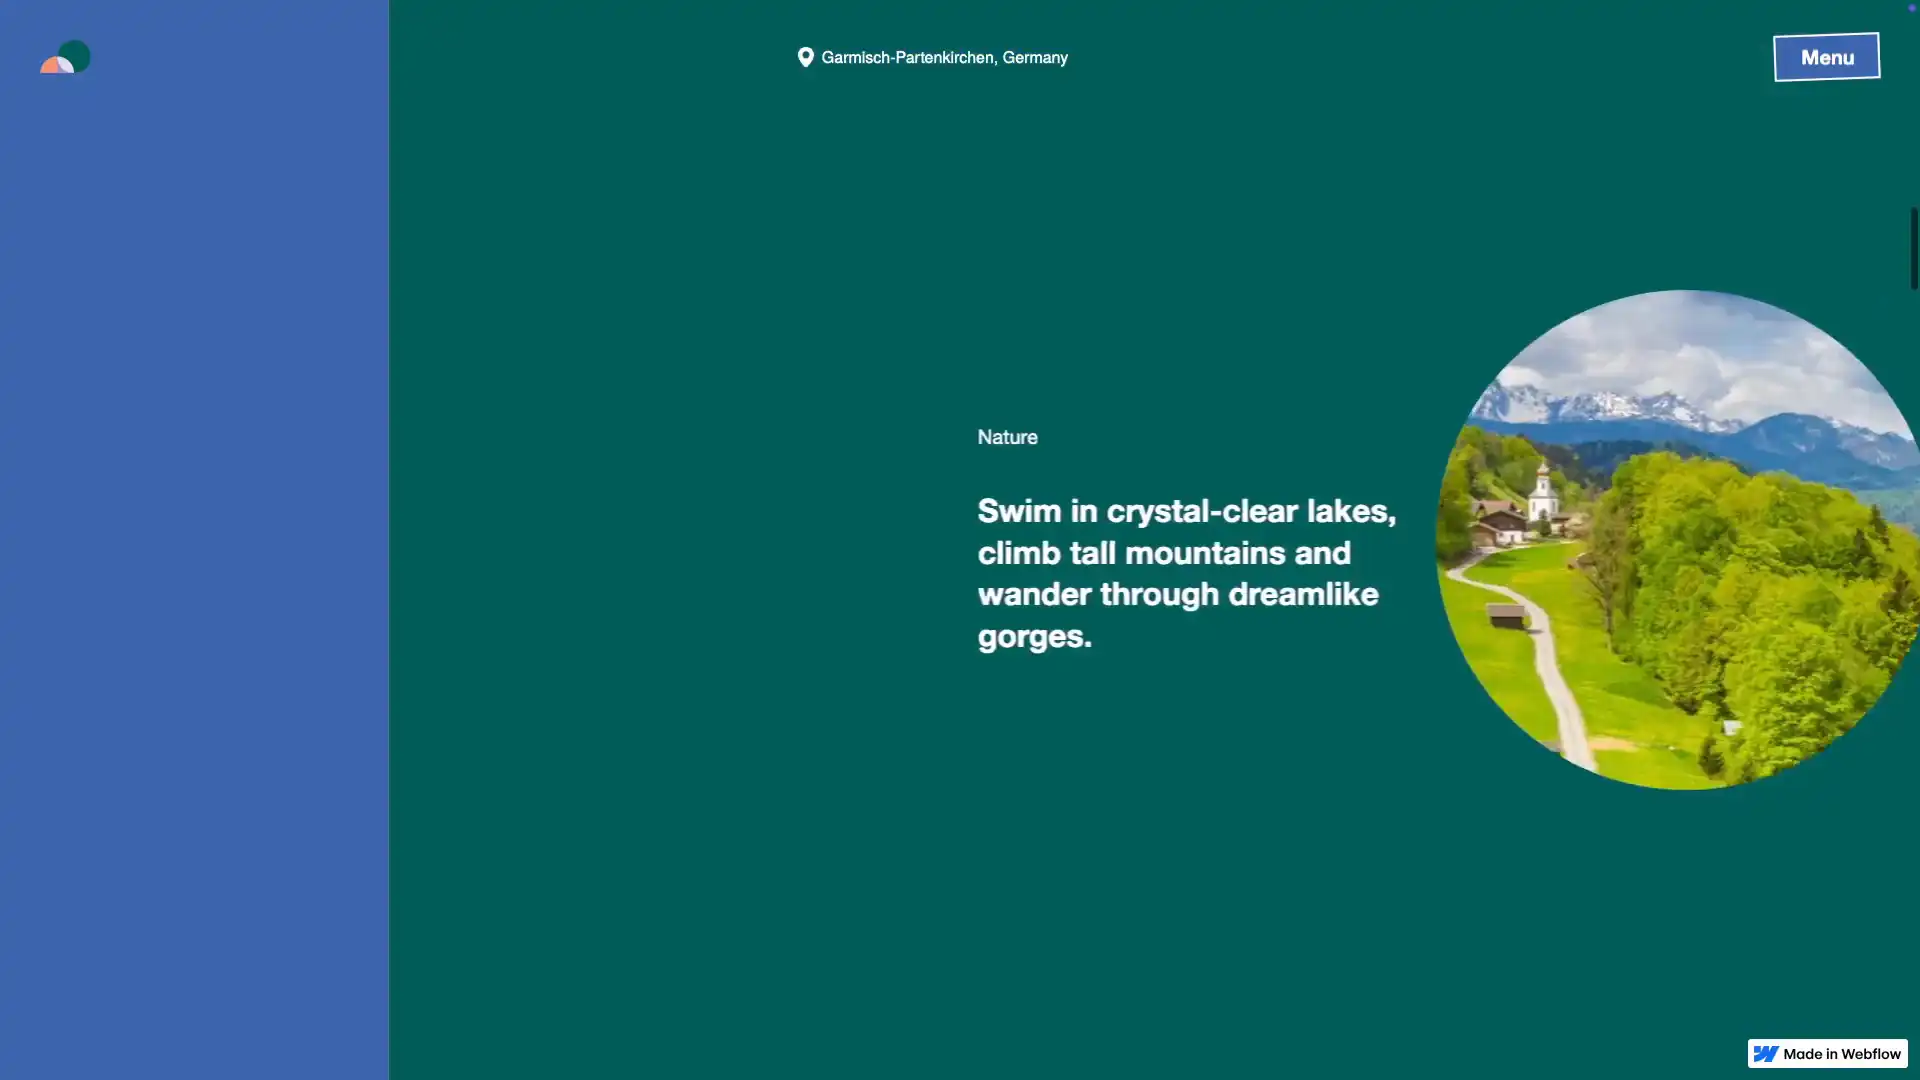 Garmisch-Partenkirchen, Germany
Menu
Nature
Swim in crystal-clear lakes,
climb tall mountains and
wander through dreamlike
gorges.
Made in Webflow